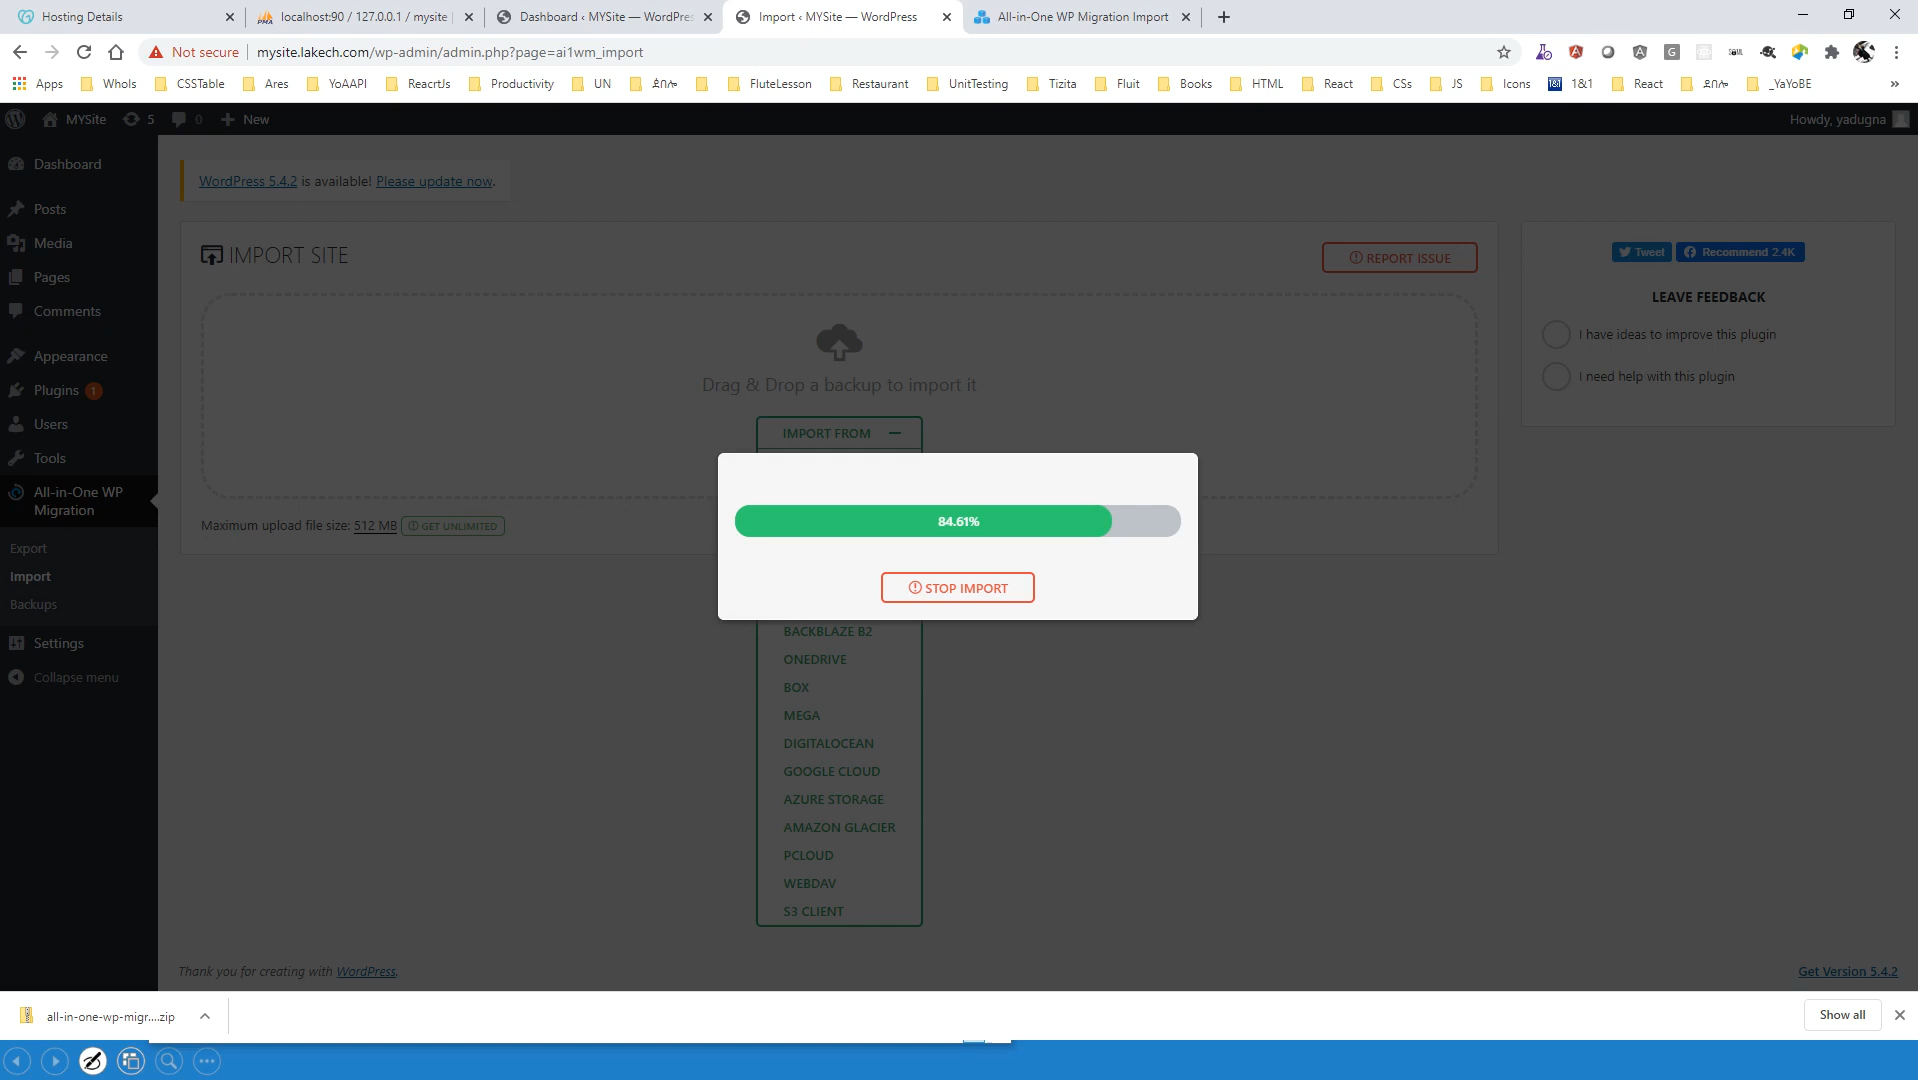 Hosting Details
localhost:90 / 127.0.0.1 / mysite |
Dashboard ‹ MYSite — WordPres
Import ‹ MYSite — WordPress
All-in-One WP Migration Import
Not secure
mysite.lakech.com/wp-admin/admin.php?page=ai1wm_import
Apps
WhoIs
CSSTable
Ares
YoAAPI
ReacrtJs
Productivity
UN
FluteLesson
Restaurant
UnitTesting
Tizita
Fluit
Books
HTML
React
CSs
JS
Icons
1&1
React
_YaYoBE
MYSite
5
0
New
Howdy, yadugna
Dashboard
Posts
Media
Pages
Comments
Appearance
Plugins 1
Users
Tools
All-in-One WP
Migration
Export
Import
Backups
Settings
Collapse menu
WordPress 5.4.2 is available! Please update now.
IMPORT SITE
REPORT ISSUE
Drag & Drop a backup to import it
IMPORT FROM
Maximum upload file size: 512 MB
GET UNLIMITED
84.61%
STOP IMPORT
BACKBLAZE B2
ONEDRIVE
BOX
MEGA
DIGITALOCEAN
GOOGLE CLOUD
AZURE STORAGE
AMAZON GLACIER
PCLOUD
WEBDAV
S3 CLIENT
Tweet
Recommend 2.4K
LEAVE FEEDBACK
I have ideas to improve this plugin
I need help with this plugin
Thank you for creating with WordPress.
Get Version 5.4.2
all-in-one-wp-migr....zip
Show all